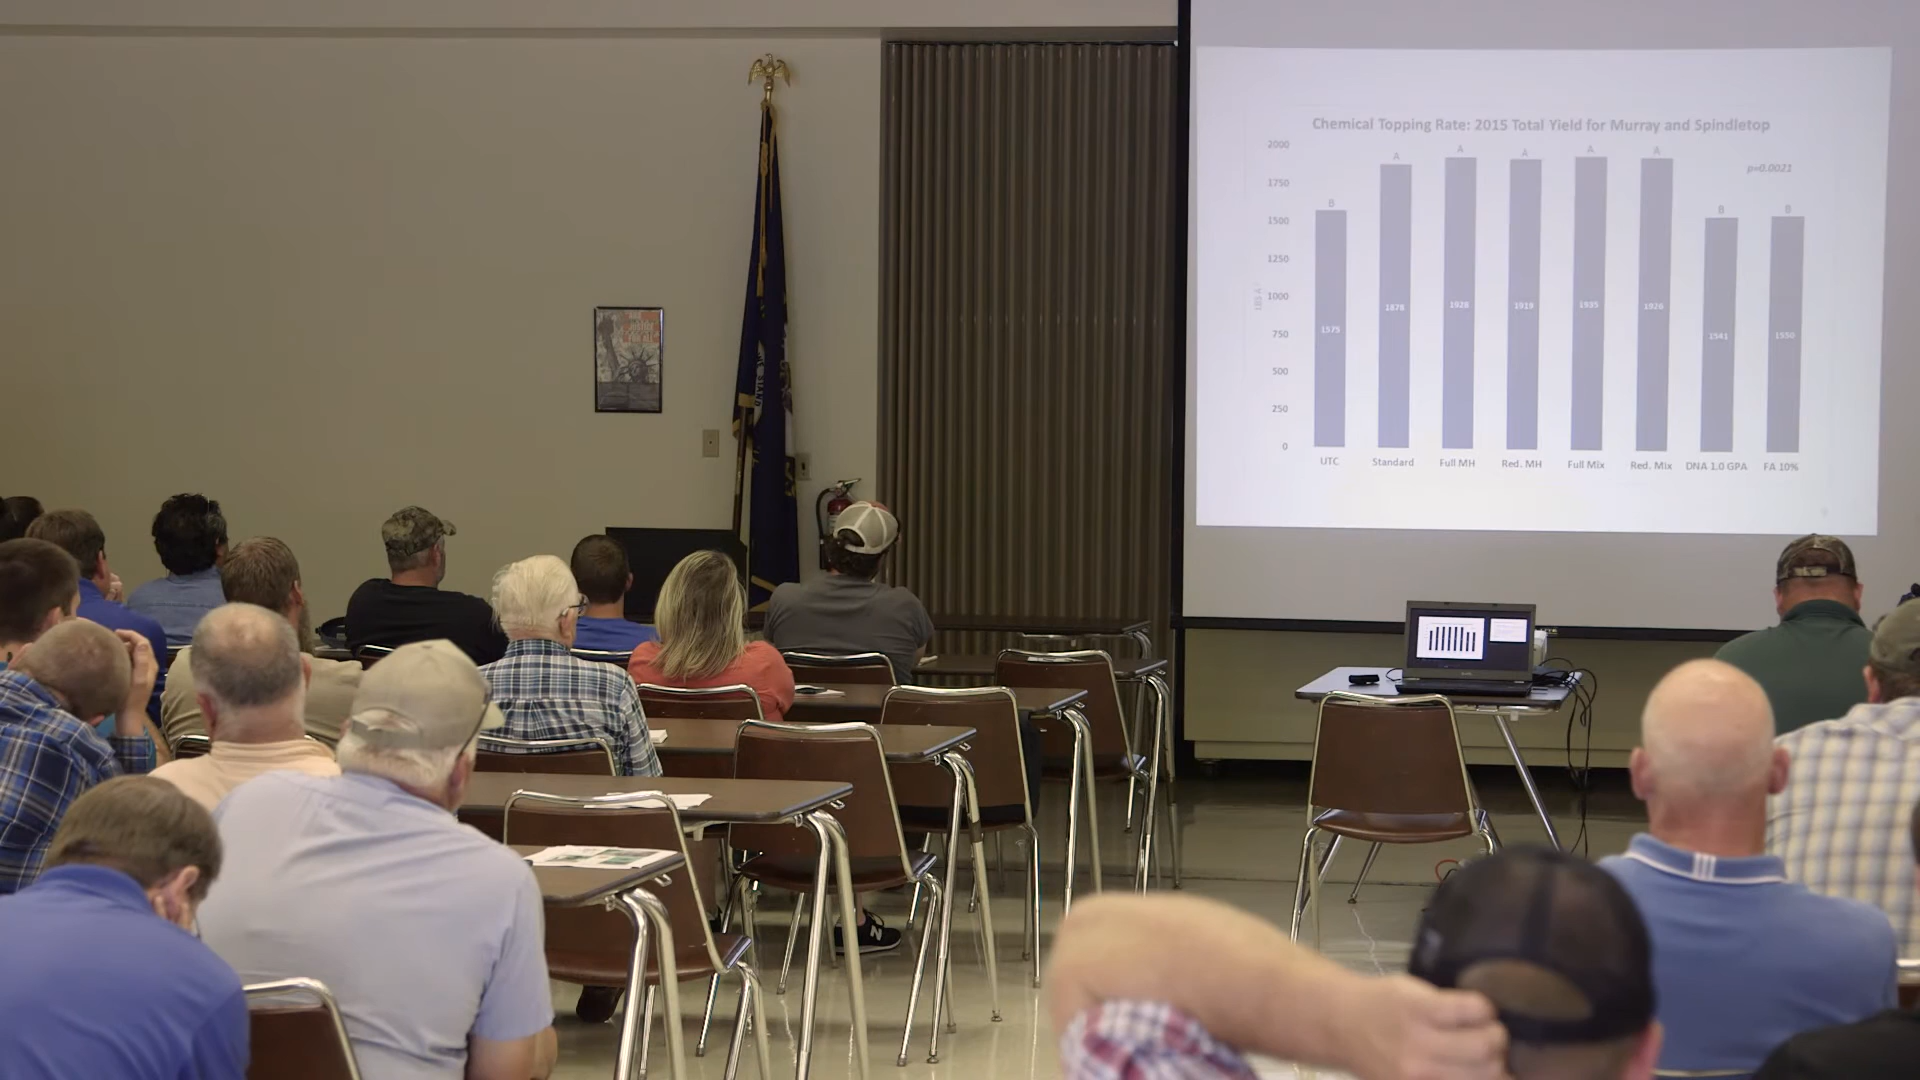 Chemical Topping Rate: 2015 Total Yield for Murray and Spindletop
p=0.0021
2000
1750
1500
1250
1000
750
500
250
0
B A A A A A B B
1575 1878 1928 1919 1935 1926 1541 1550
UTC Standard Full MH Red. MH Full Mix Red. Mix DNA 1.0 GPA FA 10%
N